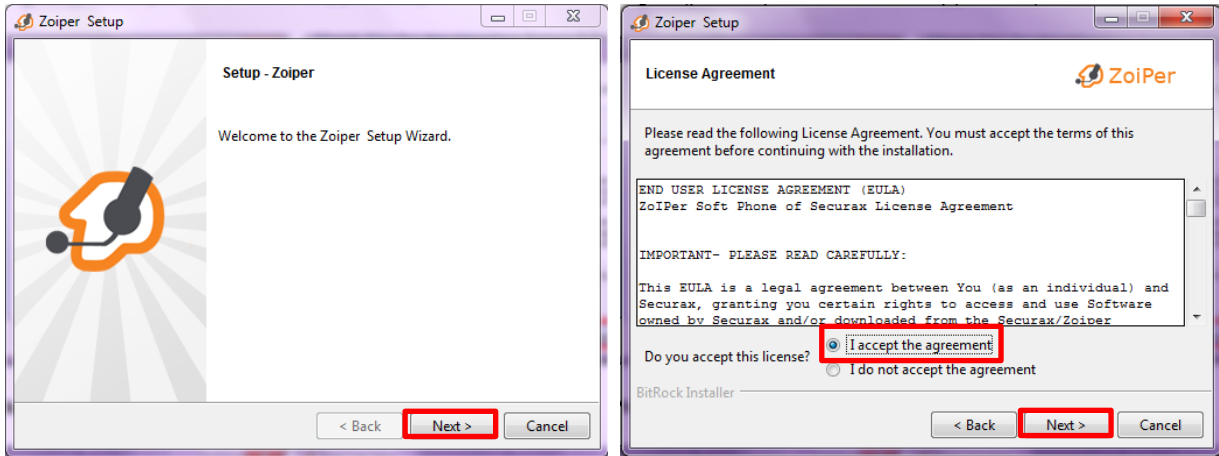 Zoiper Setup
Setup - Zoiper
Welcome to the Zoiper Setup Wizard.
< Back
Next >
Cancel
Zoiper Setup
License Agreement
ZoiPer
Please read the following License Agreement. You must accept the terms of this
agreement before continuing with the installation.
END USER LICENSE AGREEMENT (EULA)
ZoIPer Soft Phone of Securax License Agreement
IMPORTANT- PLEASE READ CAREFULLY:
This EULA is a legal agreement between You (as an individual) and
Securax, granting you certain rights to access and use Software
owned by Securax and/or downloaded from the Securax/Zoiper
Do you accept this license?
I accept the agreement
I do not accept the agreement
BitRock Installer
< Back
Next >
Cancel